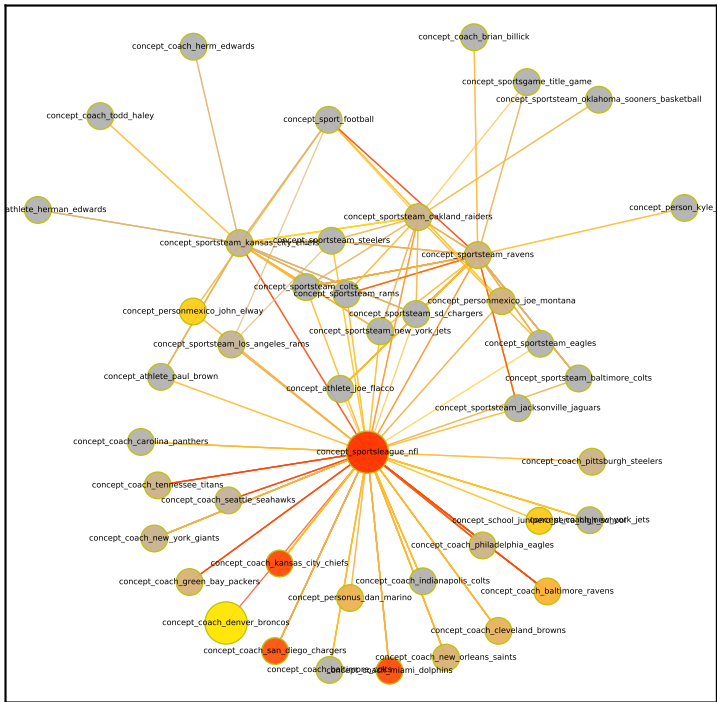 concept_coach_brian_billick
concept_coach_herm_edwards
concept_sportsgame_title_game
concept_sportsteam_oklahoma_sooners_basketball
concept_coach_todd_haley
concept_sport_football
athlete_herman_edwards
concept_person_kyle_
concept_sportsteam_oakland_raiders
concept_sportsteam_kansas_city_chiefs
concept_sportsteam_steelers
concept_sportsteam_ravens
concept_sportsteam_colts
concept_sportsteam_rams
concept_personmexico_joe_montana
concept_personmexico_john_elway
concept_sportsteam_sd_chargers
concept_sportsteam_new_york_jets
concept_sportsteam_los_angeles_rams
concept_sportsteam_eagles
concept_athlete_paul_brown
concept_sportsteam_baltimore_colts
concept_athlete_joe_flacco
concept_sportsteam_jacksonville_jaguars
concept_coach_carolina_panthers
concept_sportsleague_nfl
concept_coach_pittsburgh_steelers
concept_coach_tennessee_titans
concept_coach_seattle_seahawks
concept_coach_new_york_jets
concept_coach_new_york_giants
concept_coach_philadelphia_eagles
concept_coach_kansas_city_chiefs
concept_coach_green_bay_packers
concept_coach_indianapolis_colts
concept_coach_baltimore_ravens
concept_personus_dan_marino
concept_coach_denver_broncos
concept_coach_cleveland_browns
concept_coach_san_diego_chargers
concept_coach_new_orleans_saints
concept_coach_miami_dolphins